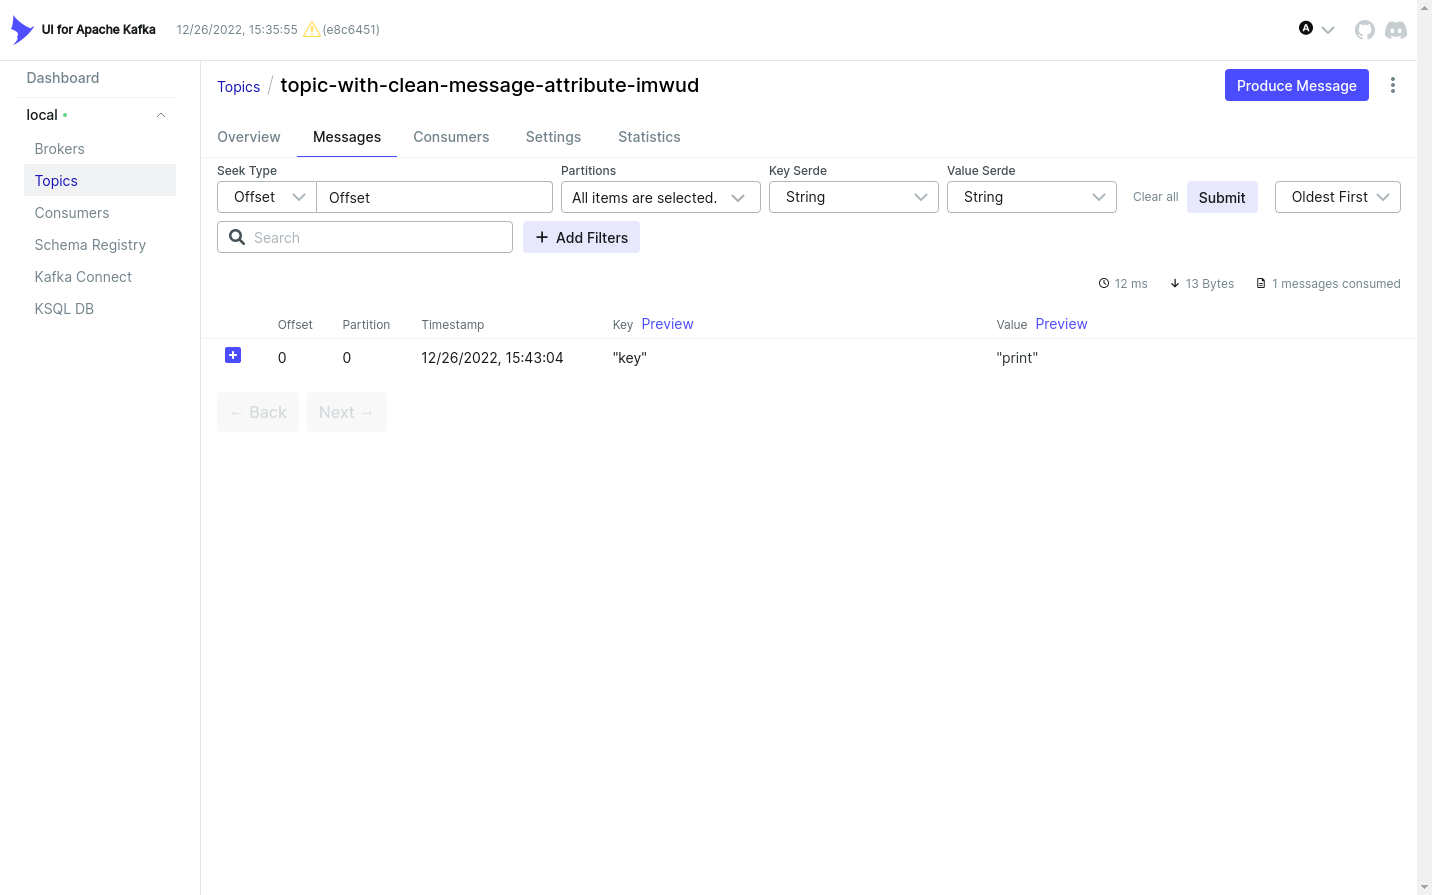 UI for Apache Kafka 12/26/2022, 15:35:55 (e8c6451) A
Dashboard
local
Brokers
Topics
Consumers
Schema Registry
Kafka Connect
KSQL DB
Topics / topic-with-clean-message-attribute-imwud Produce Message
Overview Messages Consumers Settings Statistics
Seek Type Partitions Key Serde Value Serde
Offset Offset All items are selected. String String Clear all Submit Oldest First
Search + Add Filters
12 ms 13 Bytes 1 messages consumed
Offset Partition Timestamp Key Preview Value Preview
0 0 12/26/2022, 15:43:04 "key" "print"
← Back Next →